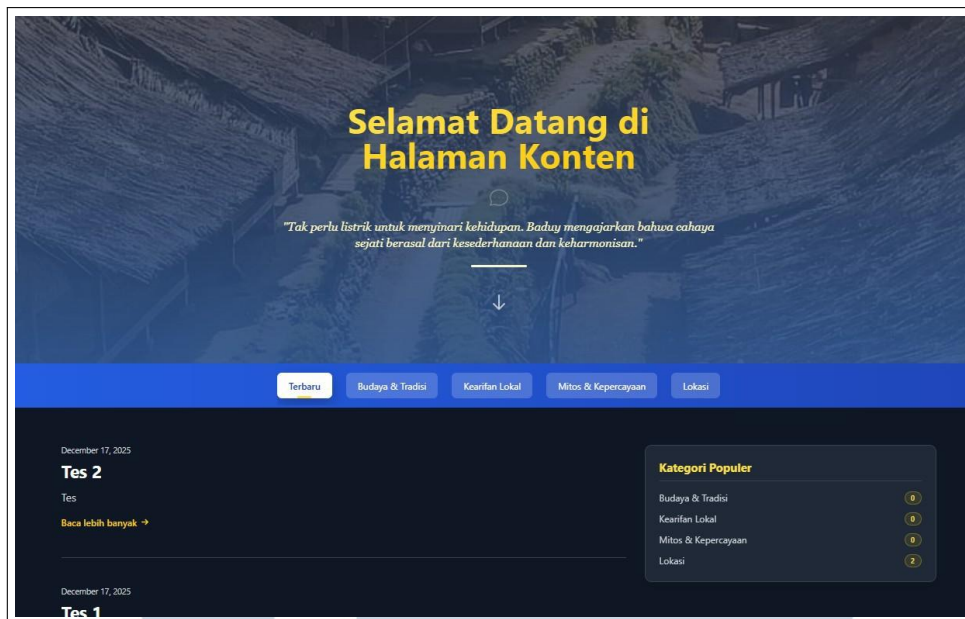 Selamat Datang di
Halaman Konten
"Tak perlu listrik untuk menyinari kehidupan. Baduy mengajarkan bahwa cahaya
sejati berasal dari kesederhanaan dan keharmonisan."
Terbaru
Budaya & Tradisi
Kearifan Lokal
Mitos & Kepercayaan
Lokasi
December 17, 2025
Tes 2
Tes
Baca lebih banyak →
December 17, 2025
Tes 1
Kategori Populer
Budaya & Tradisi 0
Kearifan Lokal 0
Mitos & Kepercayaan 0
Lokasi 2